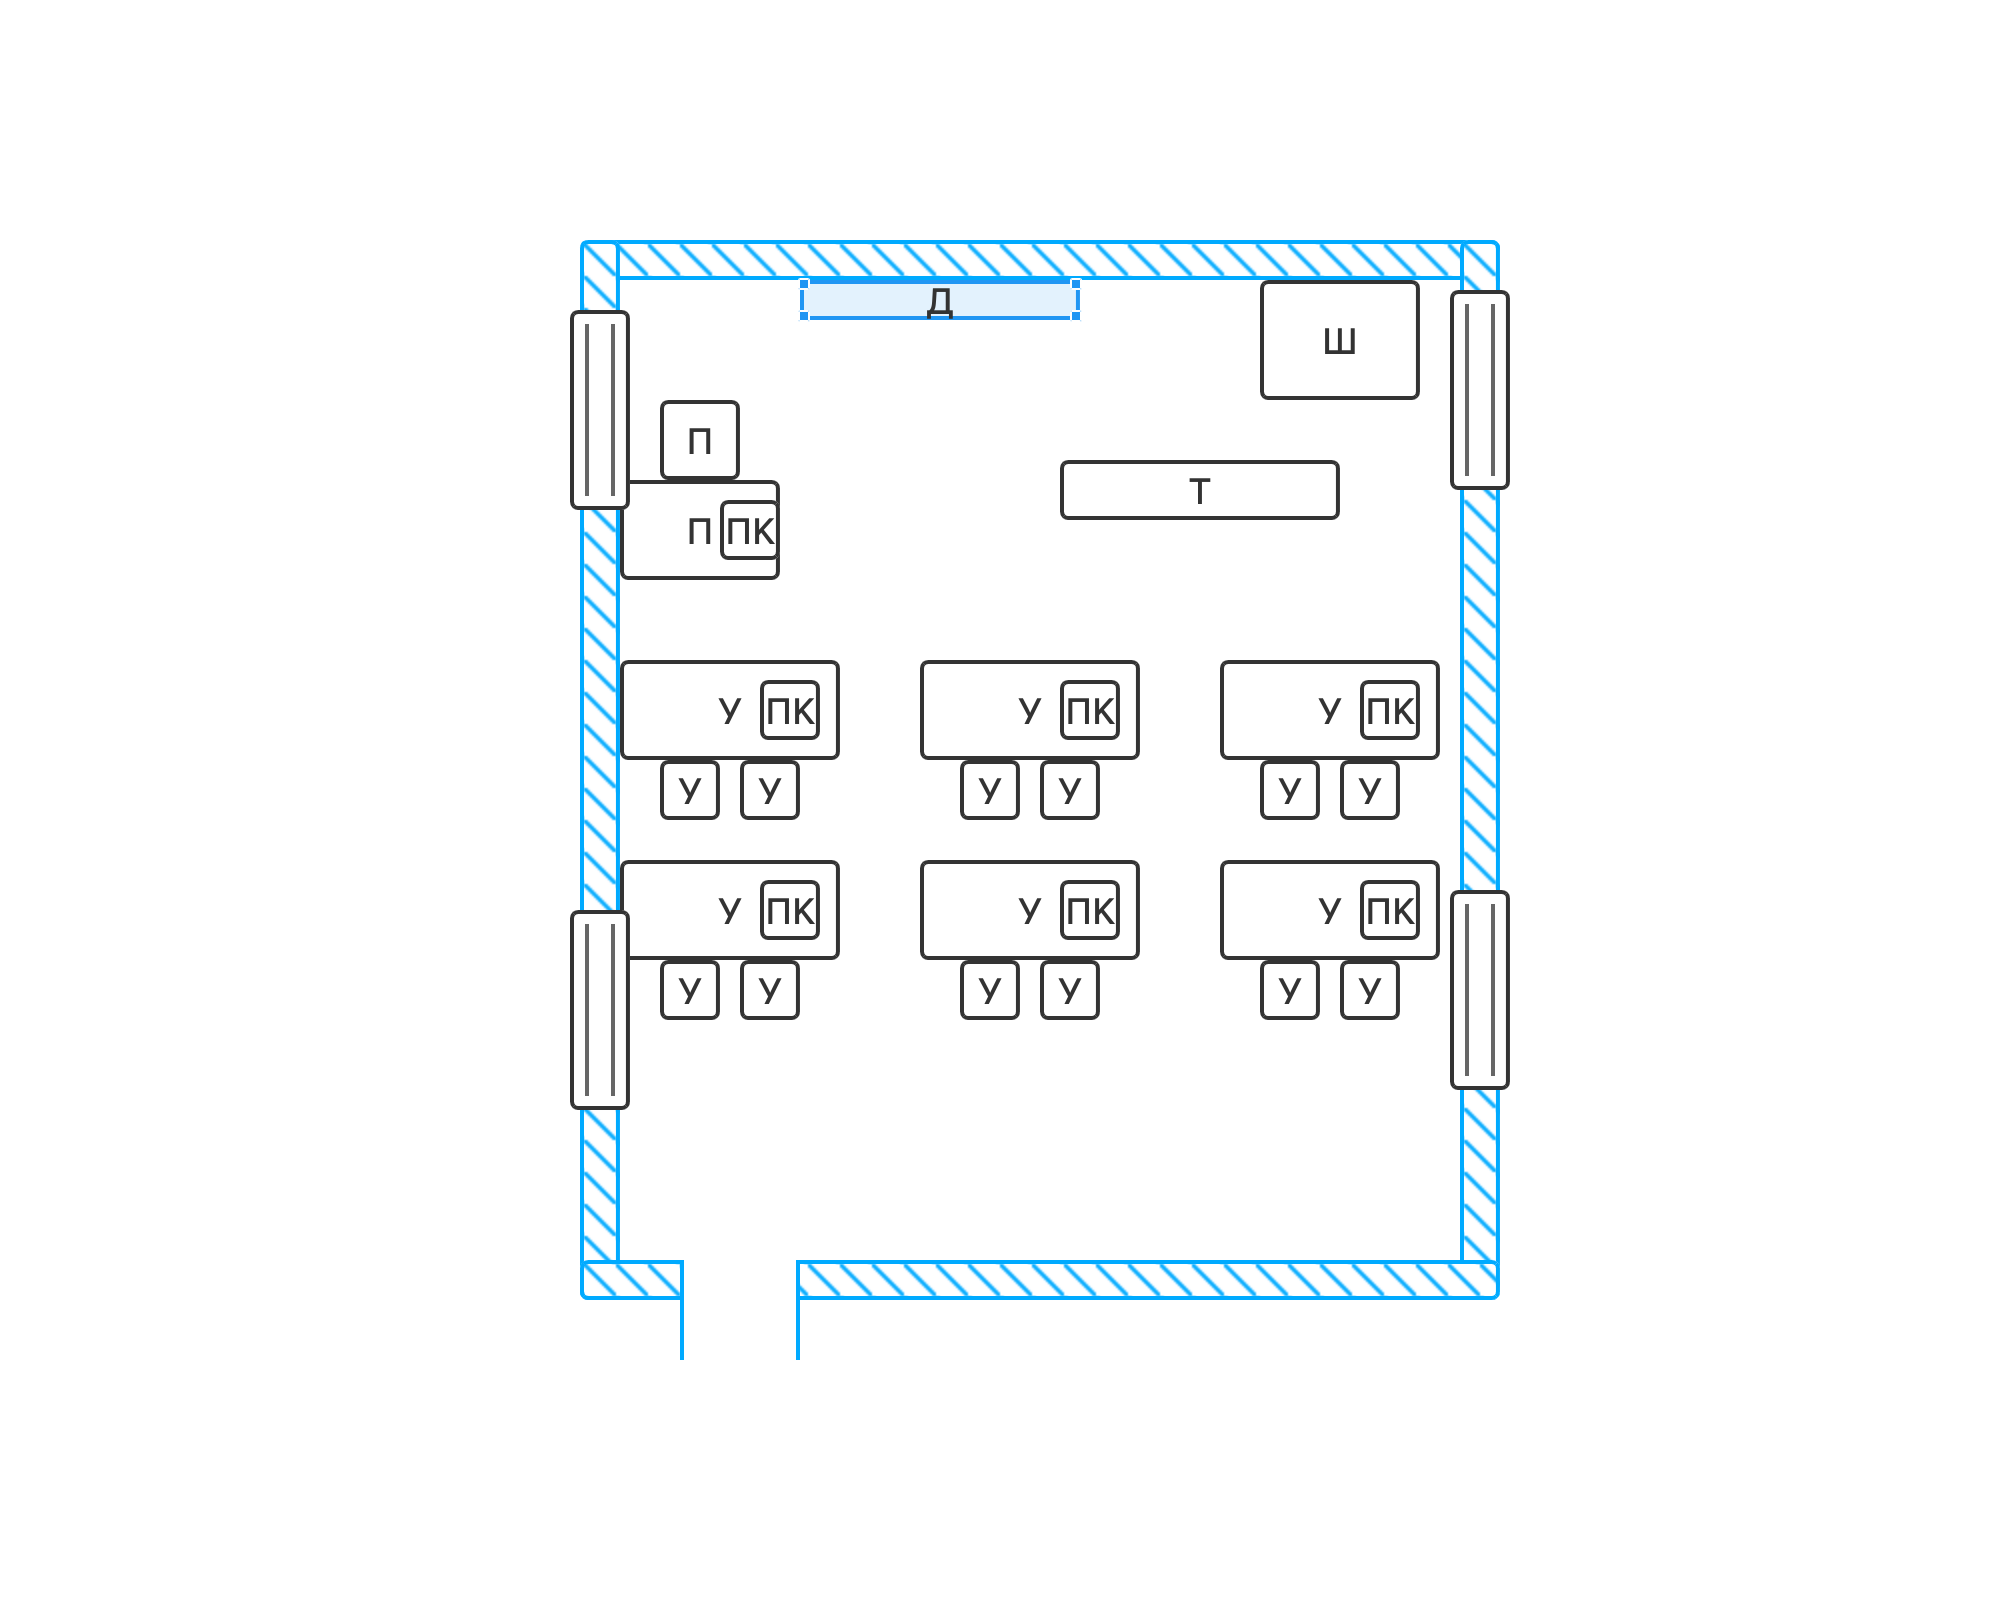 Д
Ш
П
Т
П ПК
У ПК У ПК У ПК
У У У У У У
У ПК У ПК У ПК
У У У У У У